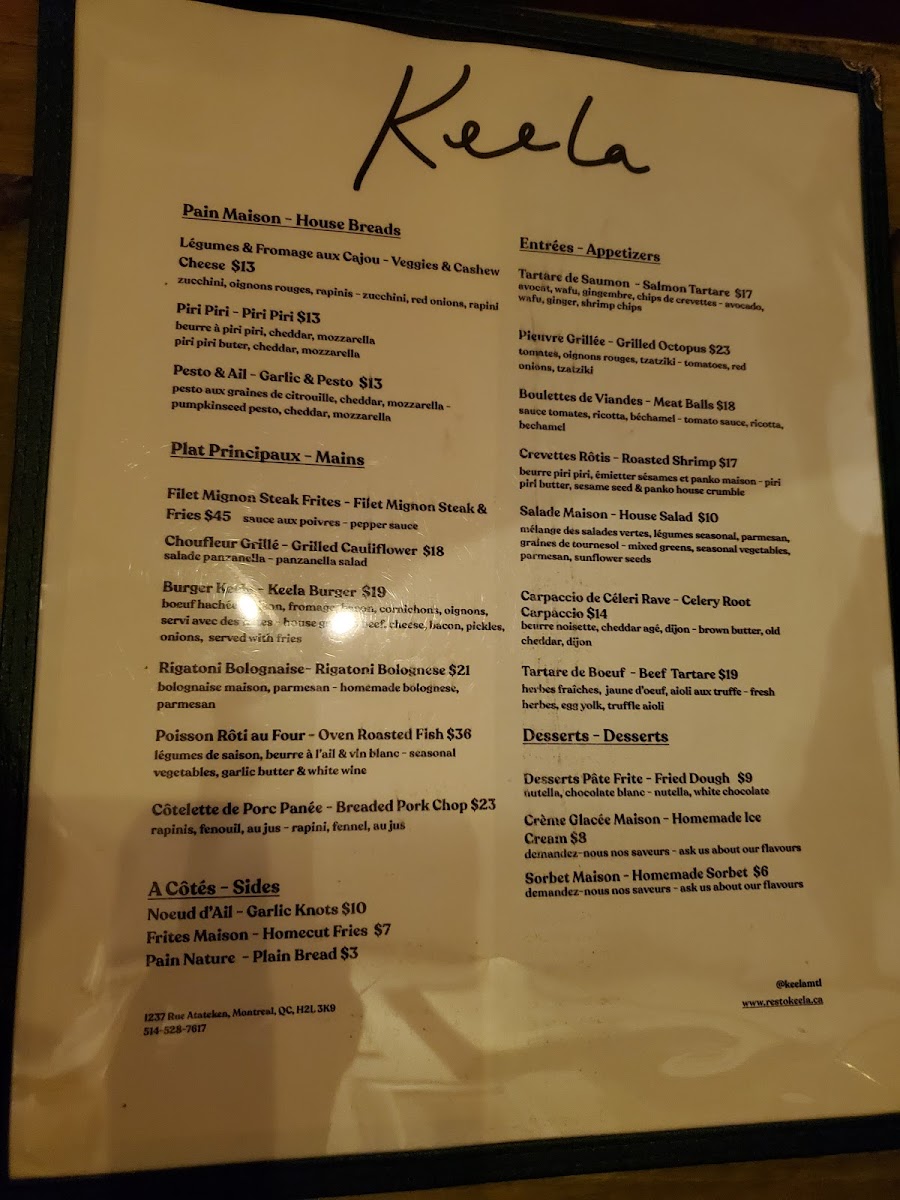 Keela
Pain Maison - House Breads
Légumes & Fromage aux Cajou - Veggies & Cashew
Cheese $13
zucchini, oignons rouges, rapinis - zucchini, red onions, rapini
Piri Piri - Piri Piri $13
beurre à piri piri, cheddar, mozzarella
piri piri buter, cheddar, mozzarella
Pesto & Ail - Garlic & Pesto $13
pesto aux graines de citrouille, cheddar, mozzarella -
pumpkinseed pesto, cheddar, mozzarella
Plat Principaux - Mains
Filet Mignon Steak Frites - Filet Mignon Steak &
Fries $45 sauce aux poivres - pepper sauce
Choufleur Grillé - Grilled Cauliflower $18
salade panzanella - panzanella salad
Burger Keela - Keela Burger $19
boeuf haché, fromage, bacon, cornichons, oignons,
servi avec des - house beef, cheese, bacon, pickles,
onions, served with fries
Rigatoni Bolognaise- Rigatoni Bolognese $21
bolognaise maison, parmesan - homemade bolognese,
parmesan
Poisson Rôti au Four - Oven Roasted Fish $36
légumes de saison, beurre à l'ail & vin blanc - seasonal
vegetables, garlic butter & white wine
Côtelette de Porc Panée - Breaded Pork Chop $23
rapinis, fenouil, au jus - rapini, fennel, au jus
A Côtés - Sides
Noeud d'Ail - Garlic Knots $10
Frites Maison - Homecut Fries $7
Pain Nature - Plain Bread $3
1237 Rue Atateken, Montreal, QC, H2L 3K9
514-528-7617
Entrées - Appetizers
Tartare de Saumon - Salmon Tartare $17
avocat, wafu, gingembre, chips de crevettes - avocado,
wafu, ginger, shrimp chips
Pieuvre Grillée - Grilled Octopus $23
tomates, oignons rouges, tzatziki - tomatoes, red
onions, tzatziki
Boulettes de Viandes - Meat Balls $18
sauce tomates, ricotta, béchamel - tomato sauce, ricotta,
bechamel
Crevettes Rôtis - Roasted Shrimp $17
beurre piri piri, émietter sésames et panko maison - piri
piri butter, sesame seed & panko house crumble
Salade Maison - House Salad $10
mélange des salades vertes, légumes seasonal, parmesan,
graines de tournesol - mixed greens, seasonal vegetables,
parmesan, sunflower seeds
Carpaccio de Céleri Rave - Celery Root
Carpaccio $14
beurre noisette, cheddar agé, dijon - brown butter, old
cheddar, dijon
Tartare de Boeuf - Beef Tartare $19
herbes fraiches, jaune d'oeuf, aioli aux truffe - fresh
herbes, egg yolk, truffle aioli
Desserts - Desserts
Desserts Pâte Frite - Fried Dough $9
nutella, chocolate blanc - nutella, white chocolate
Crème Glacée Maison - Homemade Ice
Cream $8
demandez-nous nos saveurs - ask us about our flavours
Sorbet Maison - Homemade Sorbet $6
demandez-nous nos saveurs - ask us about our flavours
@keelamtl
www.restokeela.ca